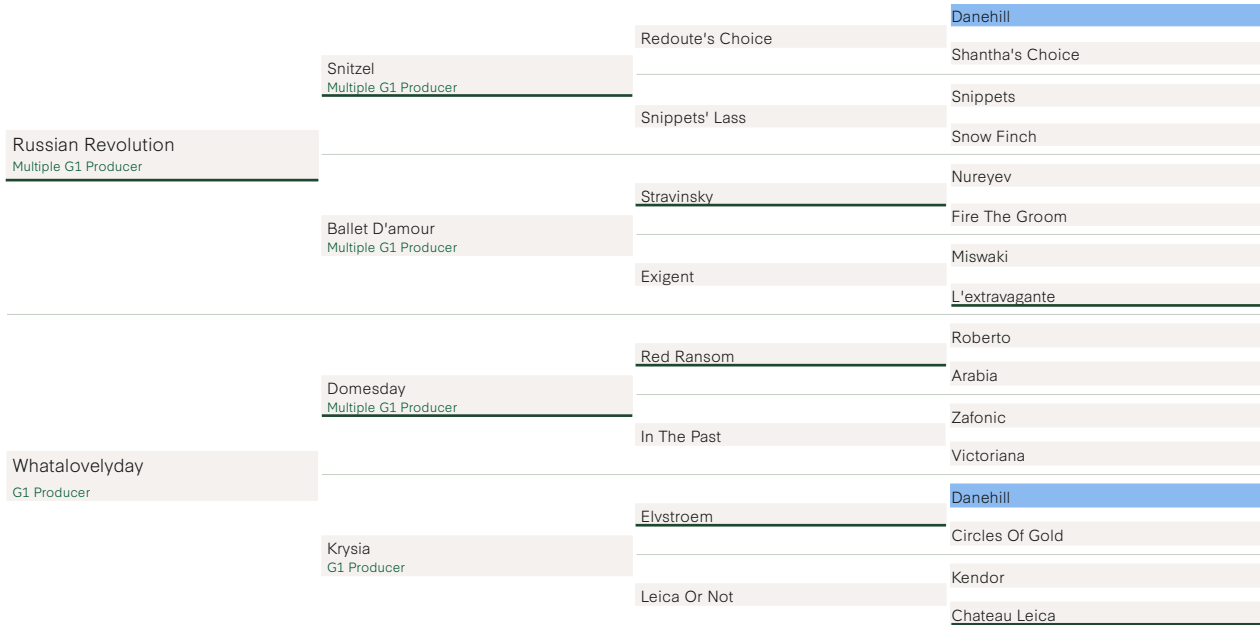 Danehill
Redoute's Choice
Shantha's Choice
Snitzel
Multiple G1 Producer
Snippets
Snippets' Lass
Snow Finch
Russian Revolution
Multiple G1 Producer
Nureyev
Stravinsky
Fire The Groom
Ballet D'amour
Multiple G1 Producer
Miswaki
Exigent
L'extravagante
Roberto
Red Ransom
Arabia
Domesday
Multiple G1 Producer
Zafonic
In The Past
Victoriana
Whatalovelyday
G1 Producer
Danehill
Elvstroem
Circles Of Gold
Krysia
G1 Producer
Kendor
Leica Or Not
Chateau Leica